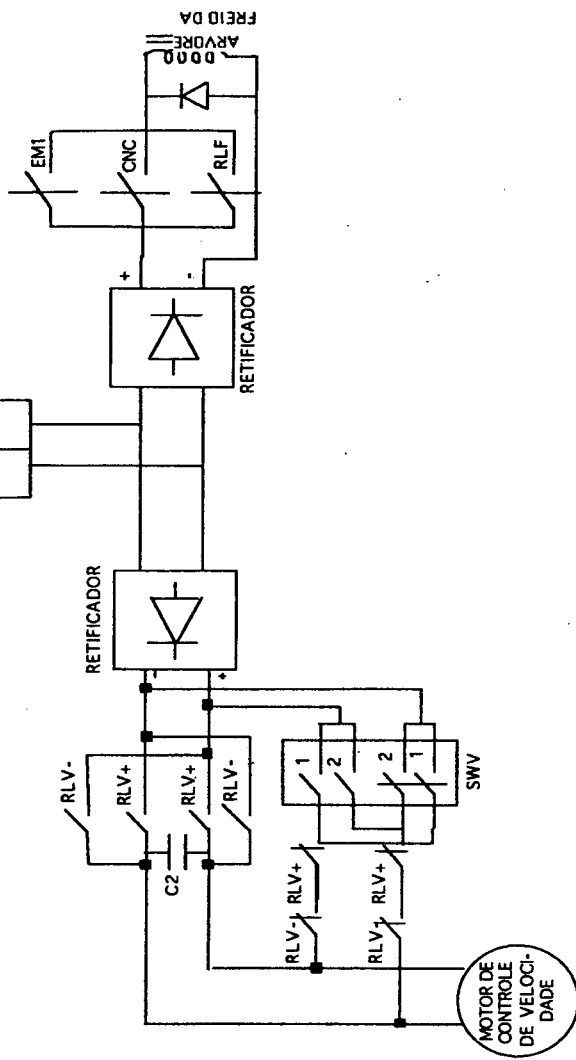 FREIO DA
ARVORE
EM1
CNC
RLF
+
-
RETIFICADOR
RETIFICADOR
-
+
RLV-
RLV+
RLV+
RLV-
C2
1
2
2
1
SWV
RLV-
RLV+
RLV-
RLV+
MOTOR DE
CONTROLE
DE VELOCI-
DADE